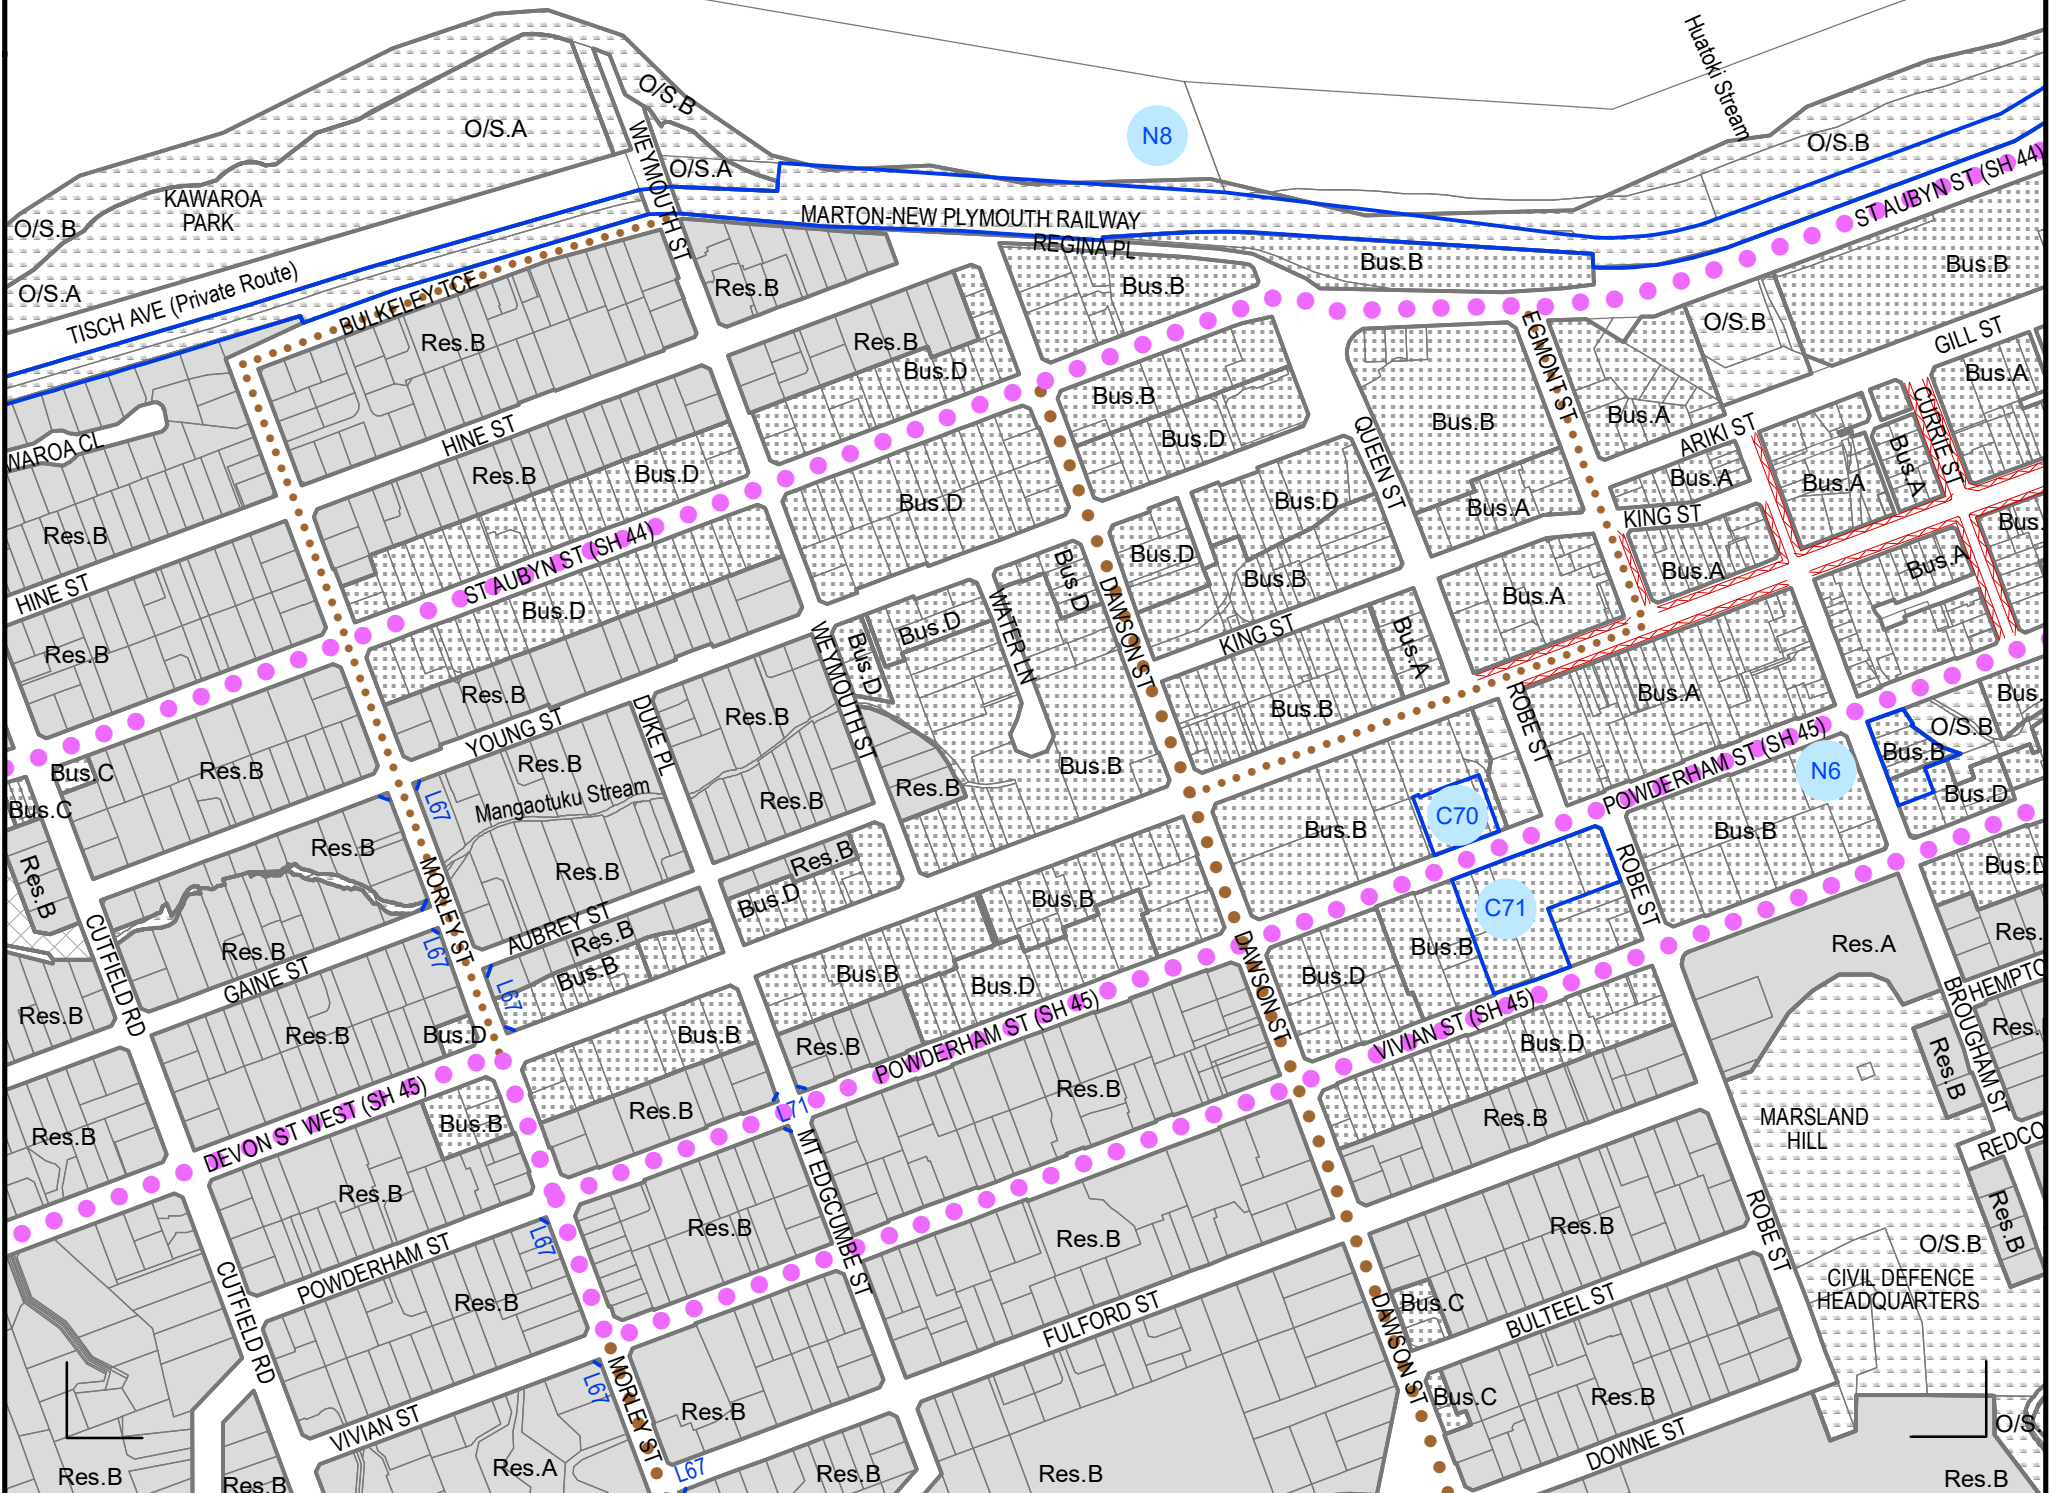 Huatoki Stream
O/S.B
O/S.A
N8
O/S.B
WEYMOUTH ST
O/S.A
ST AUBYN ST (SH 44)
KAWAROA
PARK
O/S.B
MARTON-NEW PLYMOUTH RAILWAY
REGINA PL
Bus.B
Bus.B
O/S.A
TISCH AVE (Private Route)
BULKELEY TCE
Res.B
Bus.B
O/S.B
GILL ST
Res.B
Res.B
Bus.D
EGMONT ST
Bus.A
Bus.B
Bus.B
Bus.A
CURRIE ST
HINE ST
Bus.D
QUEEN ST
ARIKI ST
WAROA CL
Res.B
Bus.D
Bus.D
Bus.D
Bus.A
Bus.A
Bus.A
Bus.A
KING ST
Bus.
Res.B
ST AUBYN ST (SH 44)
Bus.D
Bus.D
Bus.B
Bus.A
Bus.A
HINE ST
Bus.D
DAWSON ST
WATER LN
Bus.A
KING ST
Bus.A
Res.B
WEYMOUTH ST
Bus.D
Bus.D
Res.B
DUKE PL
Res.B
Bus.B
ROBE ST
Bus.A
Bus.
YOUNG ST
POWDERHAM ST (SH 45)
O/S.B
Bus.C
Res.B
Res.B
Bus.B
N6
Bus.B
Mangaotuku Stream
L67
Res.B
Res.B
Bus.D
Bus.C
C70
Bus.B
Bus.B
Res.B
Res.B
Res.B
Res.B
MORLEY ST
Bus.D
Bus.B
ROBE ST
Bus.D
C71
CUTFIELD RD
AUBREY ST
Res.B
L67
Res.B
Bus.B
DAWSON ST
Bus.B
Res.A
Res.
GAINE ST
L67
Bus.B
Bus.D
Bus.D
BROUGHAM ST
HEMPTO
Res.B
Res.B
Bus.D
Bus.B
Res.B
POWDERHAM ST (SH 45)
VIVIAN ST (SH 45)
Bus.D
Res.
Res.B
Res.B
DEVON ST WEST (SH 45)
Bus.B
Res.B
L71
Res.B
Res.B
MARSLAND
HILL
REDCO
MT EDGCUMBE ST
Res.B
Res.B
Res.B
Res.B
ROBE ST
Res.B
L67
O/S.B
POWDERHAM ST
CUTFIELD RD
Res.B
FULFORD ST
DAWSON ST
Bus.C
BULTEEL ST
CIVIL DEFENCE
HEADQUARTERS
L67
MORLEY ST
Bus.C
Res.B
VIVIAN ST
Res.B
DOWNE ST
O/S.
Res.B
Res.B
Res.A
L67
Res.B
Res.B
Res.B